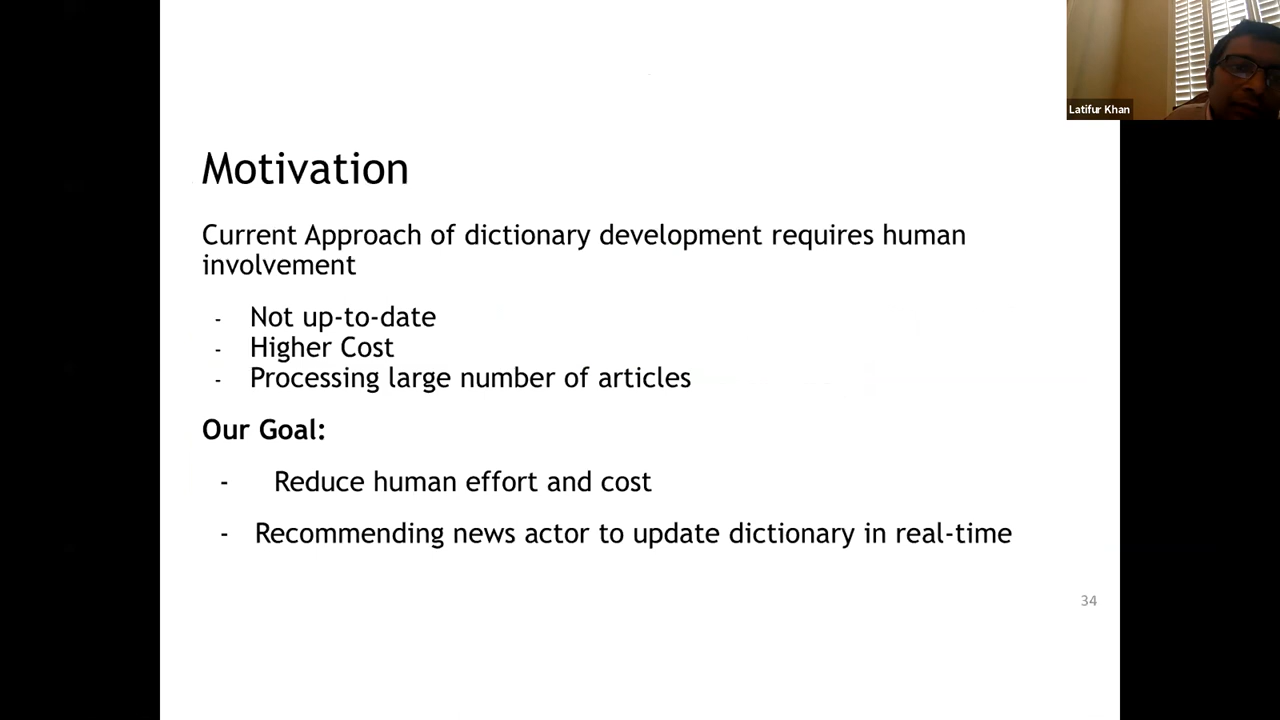 Latifur Khan
Motivation
Current Approach of dictionary development requires human
involvement
- Not up-to-date
- Higher Cost
- Processing large number of articles
Our Goal:
- Reduce human effort and cost
- Recommending news actor to update dictionary in real-time
34